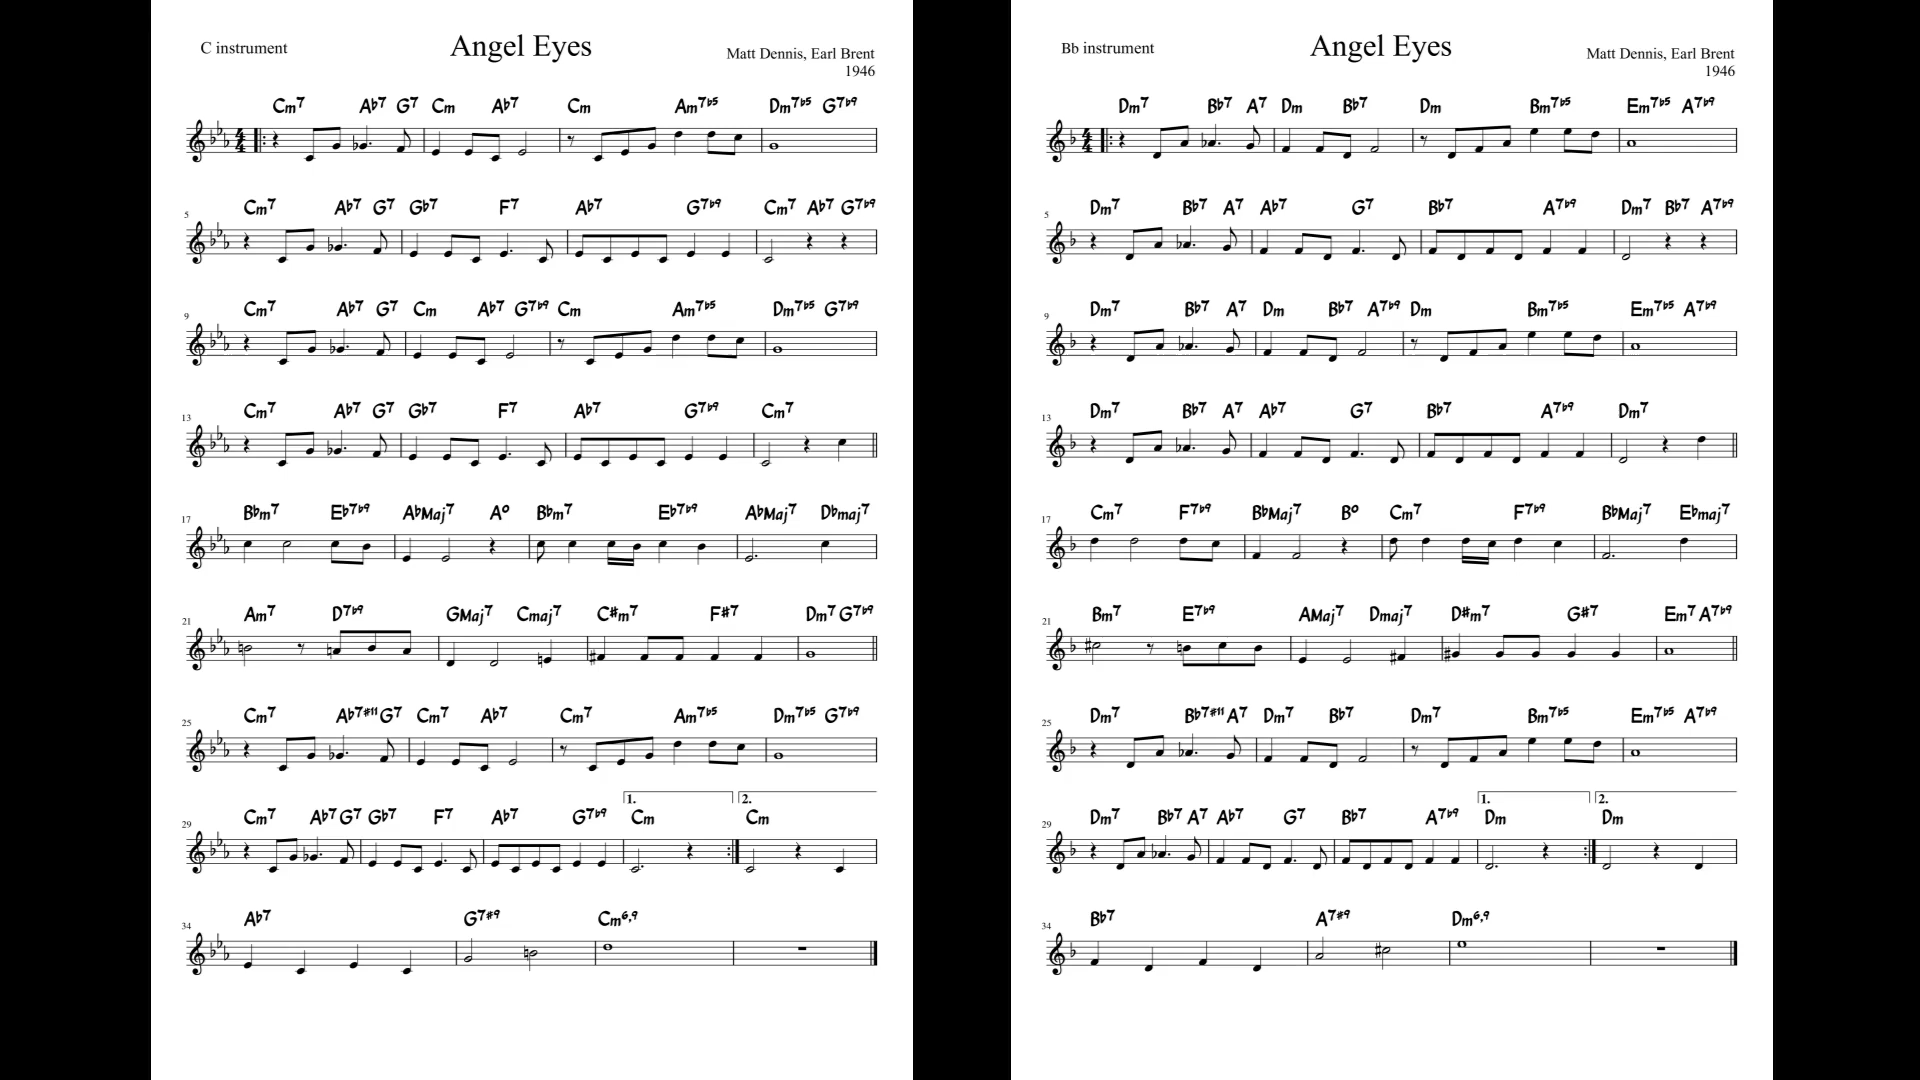 C instrument
Angel Eyes
Matt Dennis, Earl Brent
1946
Cm7 Ab7 G7 Cm Ab7 Cm Am7b5 Dm7b5 G7b9
5
Cm7 Ab7 G7 Gb7 F7 Ab7 G7b9 Cm7 Ab7 G7b9
9
Cm7 Ab7 G7 Cm Ab7 G7b9 Cm Am7b5 Dm7b5 G7b9
13
Cm7 Ab7 G7 Gb7 F7 Ab7 G7b9 Cm7
17
Bbm7 Eb7b9 AbMaj7 Ao Bbm7 Eb7b9 AbMaj7 Dbmaj7
21
Am7 D7b9 GMaj7 Cmaj7 C#m7 F#7 Dm7 G7b9
25
Cm7 Ab7#11 G7 Cm7 Ab7 Cm7 Am7b5 Dm7b5 G7b9
1. 2.
29
Cm7 Ab7 G7 Gb7 F7 Ab7 G7b9 Cm Cm
34
Ab7 G7#9 Cm6,9
Bb instrument
Angel Eyes
Matt Dennis, Earl Brent
1946
Dm7 Bb7 A7 Dm Bb7 Dm Bm7b5 Em7b5 A7b9
5
Dm7 Bb7 A7 Ab7 G7 Bb7 A7b9 Dm7 Bb7 A7b9
9
Dm7 Bb7 A7 Dm Bb7 A7b9 Dm Bm7b5 Em7b5 A7b9
13
Dm7 Bb7 A7 Ab7 G7 Bb7 A7b9 Dm7
17
Cm7 F7b9 BbMaj7 Bo Cm7 F7b9 BbMaj7 Ebmaj7
21
Bm7 E7b9 AMaj7 Dmaj7 D#m7 G#7 Em7 A7b9
25
Dm7 Bb7#11 A7 Dm7 Bb7 Dm7 Bm7b5 Em7b5 A7b9
1. 2.
29
Dm7 Bb7 A7 Ab7 G7 Bb7 A7b9 Dm Dm
34
Bb7 A7#9 Dm6,9